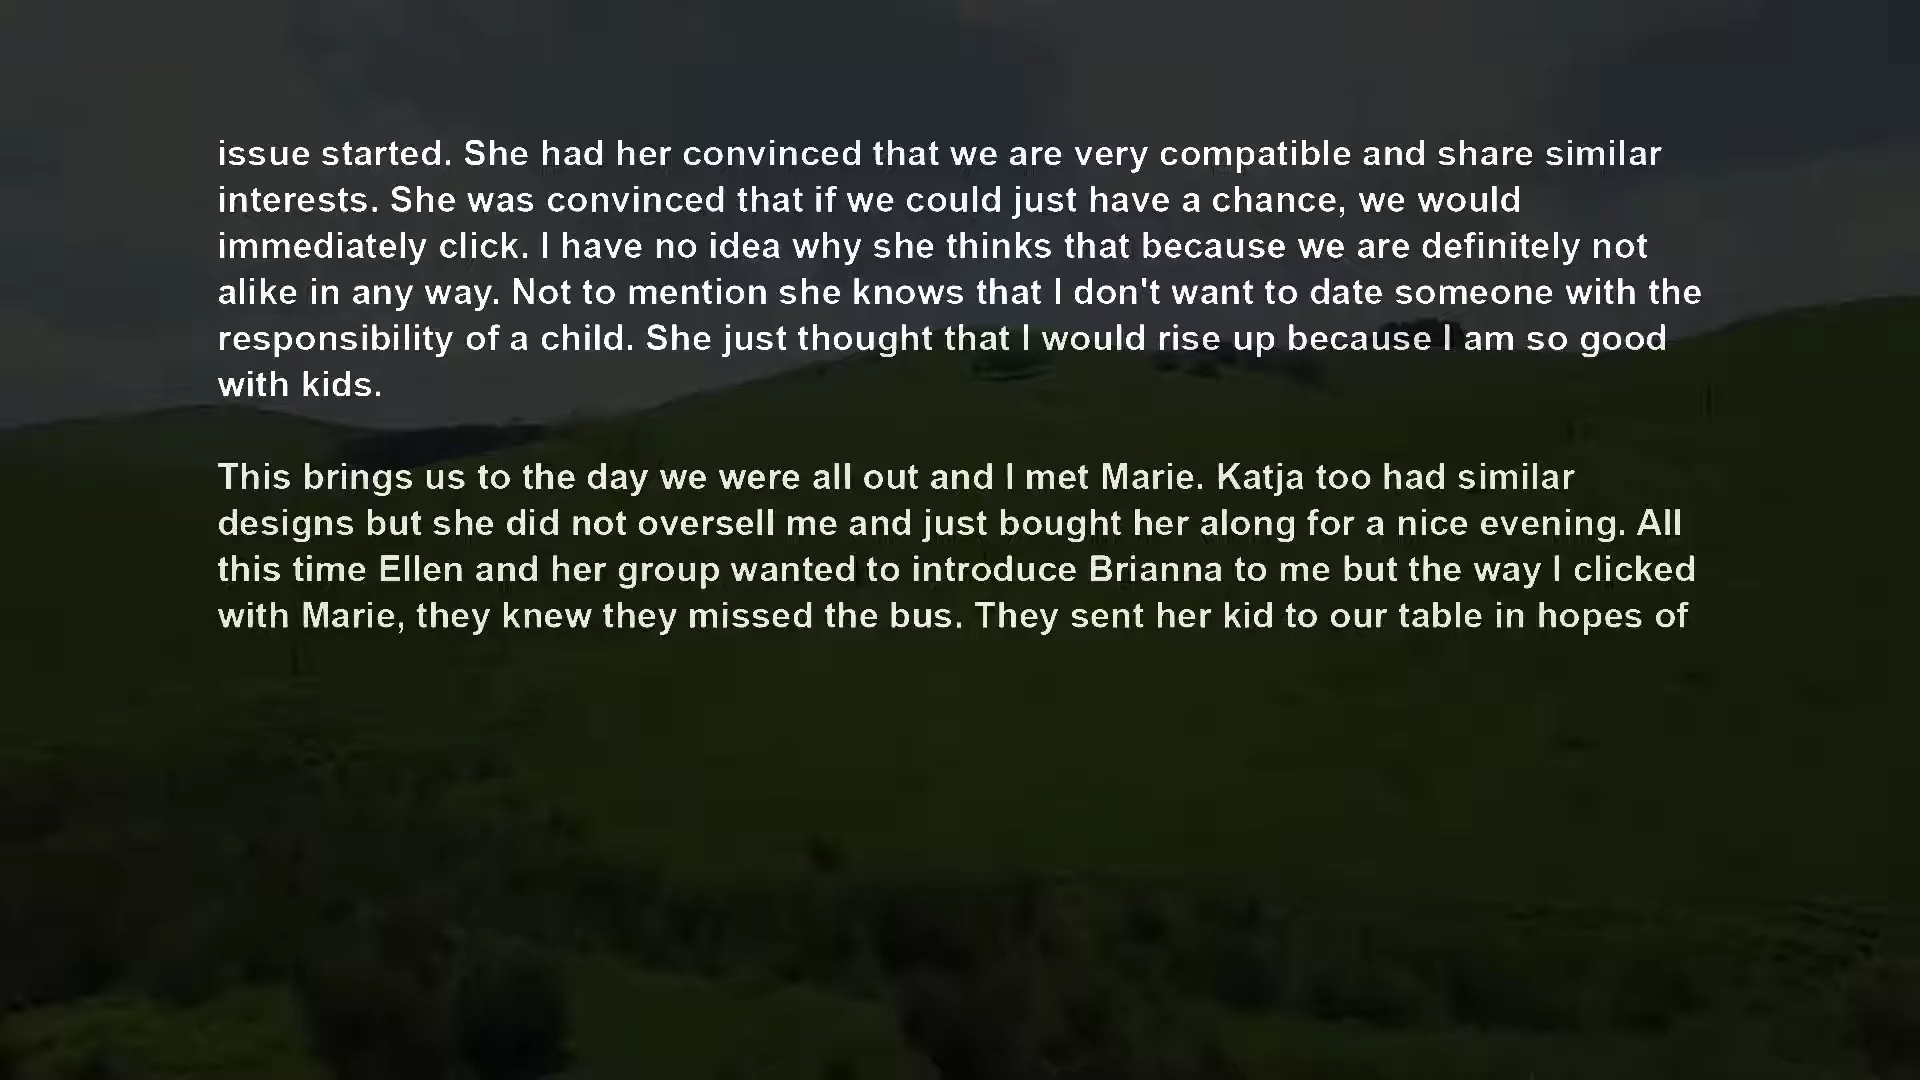 issue started. She had her convinced that we are very compatible and share similar
interests. She was convinced that if we could just have a chance, we would
immediately click. I have no idea why she thinks that because we are definitely not
alike in any way. Not to mention she knows that I don't want to date someone with the
responsibility of a child. She just thought that I would rise up because I am so good
with kids.
This brings us to the day we were all out and I met Marie. Katja too had similar
designs but she did not oversell me and just bought her along for a nice evening. All
this time Ellen and her group wanted to introduce Brianna to me but the way I clicked
with Marie, they knew they missed the bus. They sent her kid to our table in hopes of